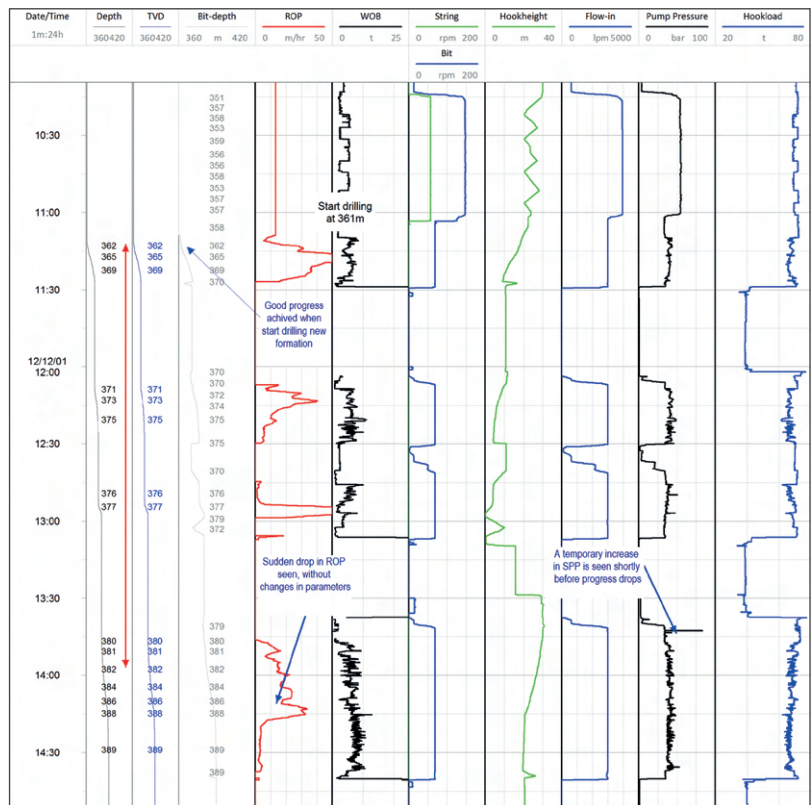 Date/Time Depth TVD Bit-depth ROP WOB String Hookheight Flow-in Pump Pressure Hookload
1m:24h 360420 360420 360 m 420 0 m/hr 50 0 t 25 0 rpm 200 0 m 40 0 lpm 5000 0 bar 100 20 t 80
Bit
0 rpm 200
351
357
358
10:30 353
359
356
356
358
353
357
11:00 357
Start drilling
at 361m
358
362 362 362
365 365 365
369 369 369
370
11:30
Good progress
achived when
start drilling new
formation
12/12/01
12:00 370
370
371 371 372
373 373 374
375 375 375
12:30 375
370
376 376 376
377 377 377
13:00 379
372
Sudden drop in ROP
seen, without
changes in parameters
A temporary increase
in SPP is seen shortly
before progress drops
13:30
379
380 380 380
381 381 381
14:00 382 382 382
384 384 384
386 386 386
388 388 388
14:30 389 389 389
389